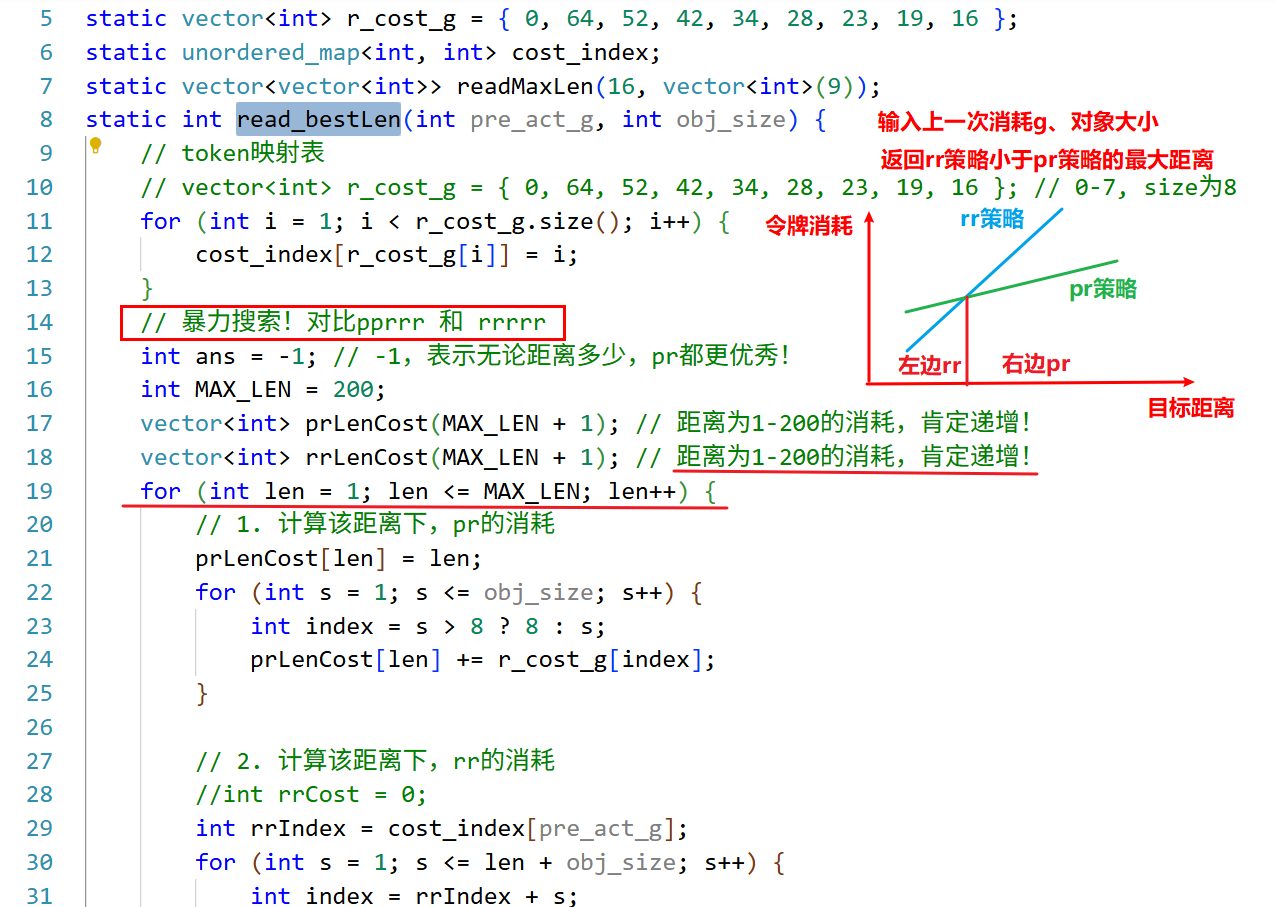 5 static vector<int> r_cost_g = { 0, 64, 52, 42, 34, 28, 23, 19, 16 };
6 static unordered_map<int, int> cost_index;
7 static vector<vector<int>> readMaxLen(16, vector<int>(9));
8 static int read_bestLen(int pre_act_g, int obj_size) {
输入上一次消耗g、对象大小
9 // token映射表
返回rr策略小于pr策略的最大距离
10 // vector<int> r_cost_g = { 0, 64, 52, 42, 34, 28, 23, 19, 16 }; // 0-7, size为8
11 for (int i = 1; i < r_cost_g.size(); i++) {
令牌消耗
rr策略
12 cost_index[r_cost_g[i]] = i;
13 }
pr策略
14 // 暴力搜索！对比pprrr 和 rrrrr
15 int ans = -1; // -1，表示无论距离多少，pr都更优秀！
左边rr
右边pr
16 int MAX_LEN = 200;
目标距离
17 vector<int> prLenCost(MAX_LEN + 1); // 距离为1-200的消耗，肯定递增！
18 vector<int> rrLenCost(MAX_LEN + 1); // 距离为1-200的消耗，肯定递增！
19 for (int len = 1; len <= MAX_LEN; len++) {
20 // 1. 计算该距离下，pr的消耗
21 prLenCost[len] = len;
22 for (int s = 1; s <= obj_size; s++) {
23 int index = s > 8 ? 8 : s;
24 prLenCost[len] += r_cost_g[index];
25 }
26
27 // 2. 计算该距离下，rr的消耗
28 //int rrCost = 0;
29 int rrIndex = cost_index[pre_act_g];
30 for (int s = 1; s <= len + obj_size; s++) {
31 int index = rrIndex + s;